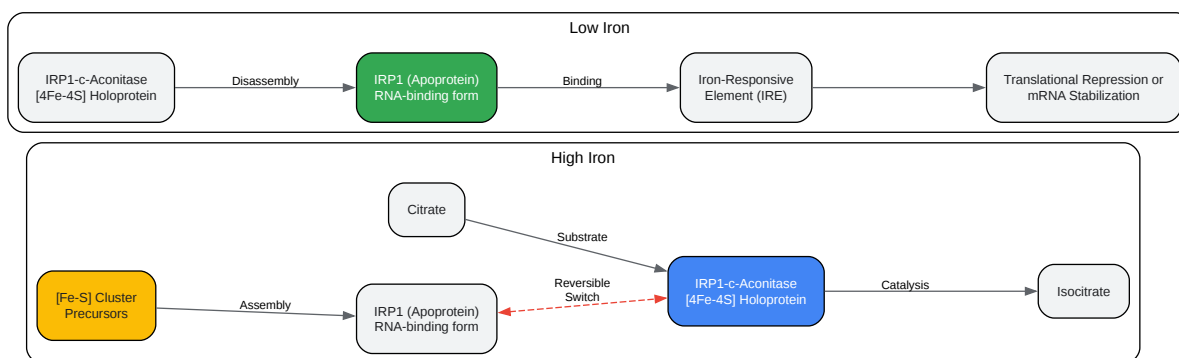 Low Iron
IRP1-c-Aconitase
[4Fe-4S] Holoprotein
Disassembly
IRP1 (Apoprotein)
RNA-binding form
Binding
Iron-Responsive
Element (IRE)
Translational Repression or
mRNA Stabilization
High Iron
Citrate
Substrate
[Fe-S] Cluster
Precursors
Assembly
IRP1 (Apoprotein)
RNA-binding form
Reversible
Switch
IRP1-c-Aconitase
[4Fe-4S] Holoprotein
Catalysis
Isocitrate